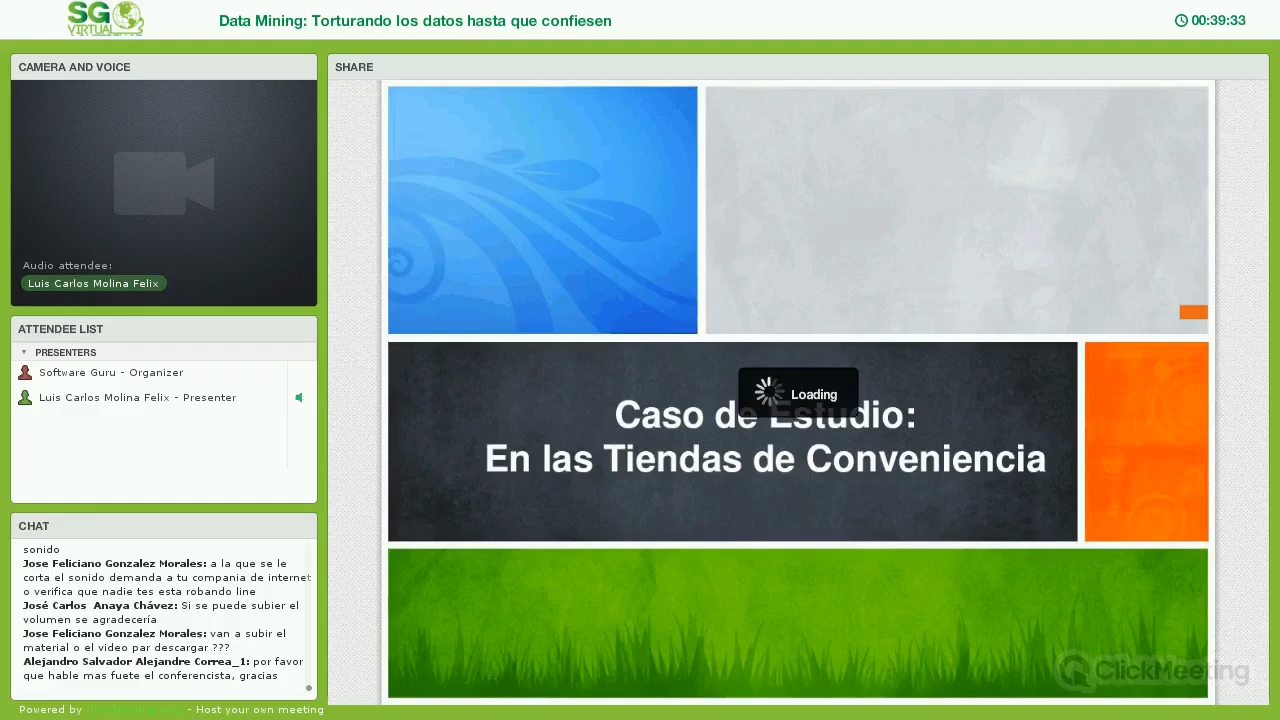 SG
VIRTUAL
Data Mining: Torturando los datos hasta que confiesen
00:39:33
CAMERA AND VOICE
Audio attendee:
Luis Carlos Molina Felix
ATTENDEE LIST
PRESENTERS
Software Guru - Organizer
Luis Carlos Molina Felix - Presenter
CHAT
sonido
Jose Feliciano Gonzalez Morales: a la que se le
corta el sonido demanda a tu compania de internet
o verifica que nadie tes esta robando line
José Carlos Anaya Chávez: Si se puede subier el
volumen se agradecería
Jose Feliciano Gonzalez Morales: van a subir el
material o el video par descargar ???
Alejandro Salvador Alejandre Correa_1: por favor
que hable mas fuete el conferencista, gracias
Powered by - Host your own meeting
SHARE
Loading
Caso de Estudio:
En las Tiendas de Conveniencia
ClickMeeting